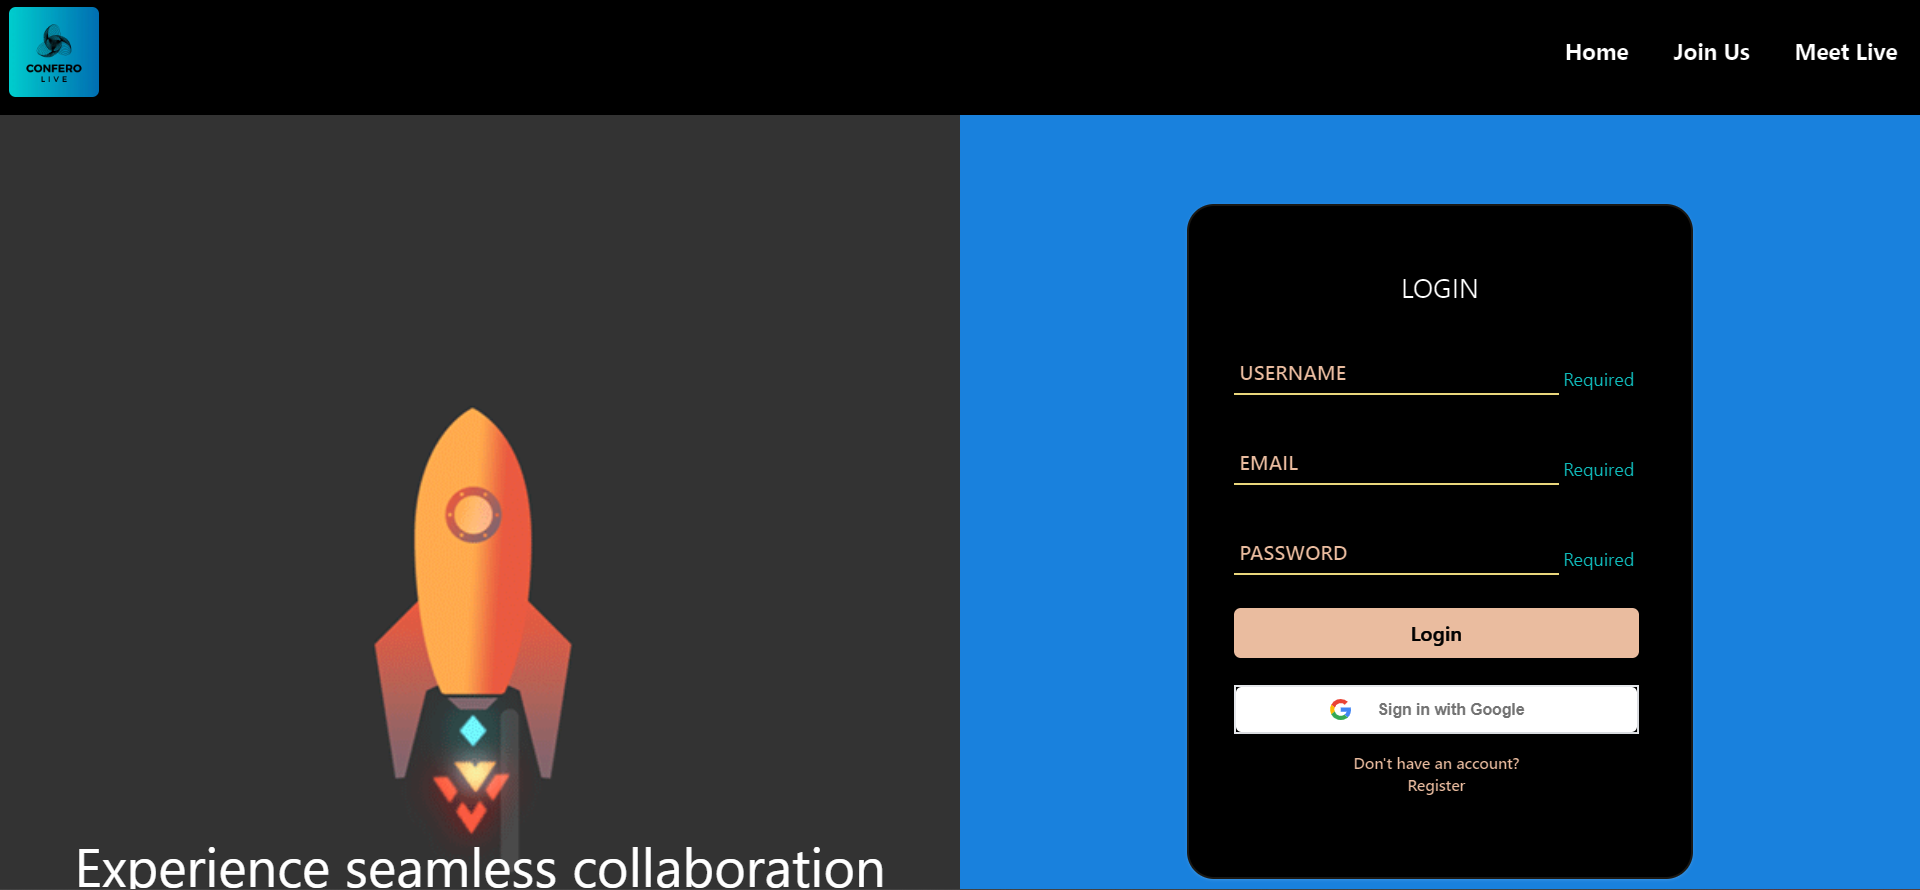 CONFERO
LIVE
Home
Join Us
Meet Live
LOGIN
USERNAME
Required
EMAIL
Required
PASSWORD
Required
Login
Sign in with Google
Don't have an account?
Register
Experience seamless collaboration